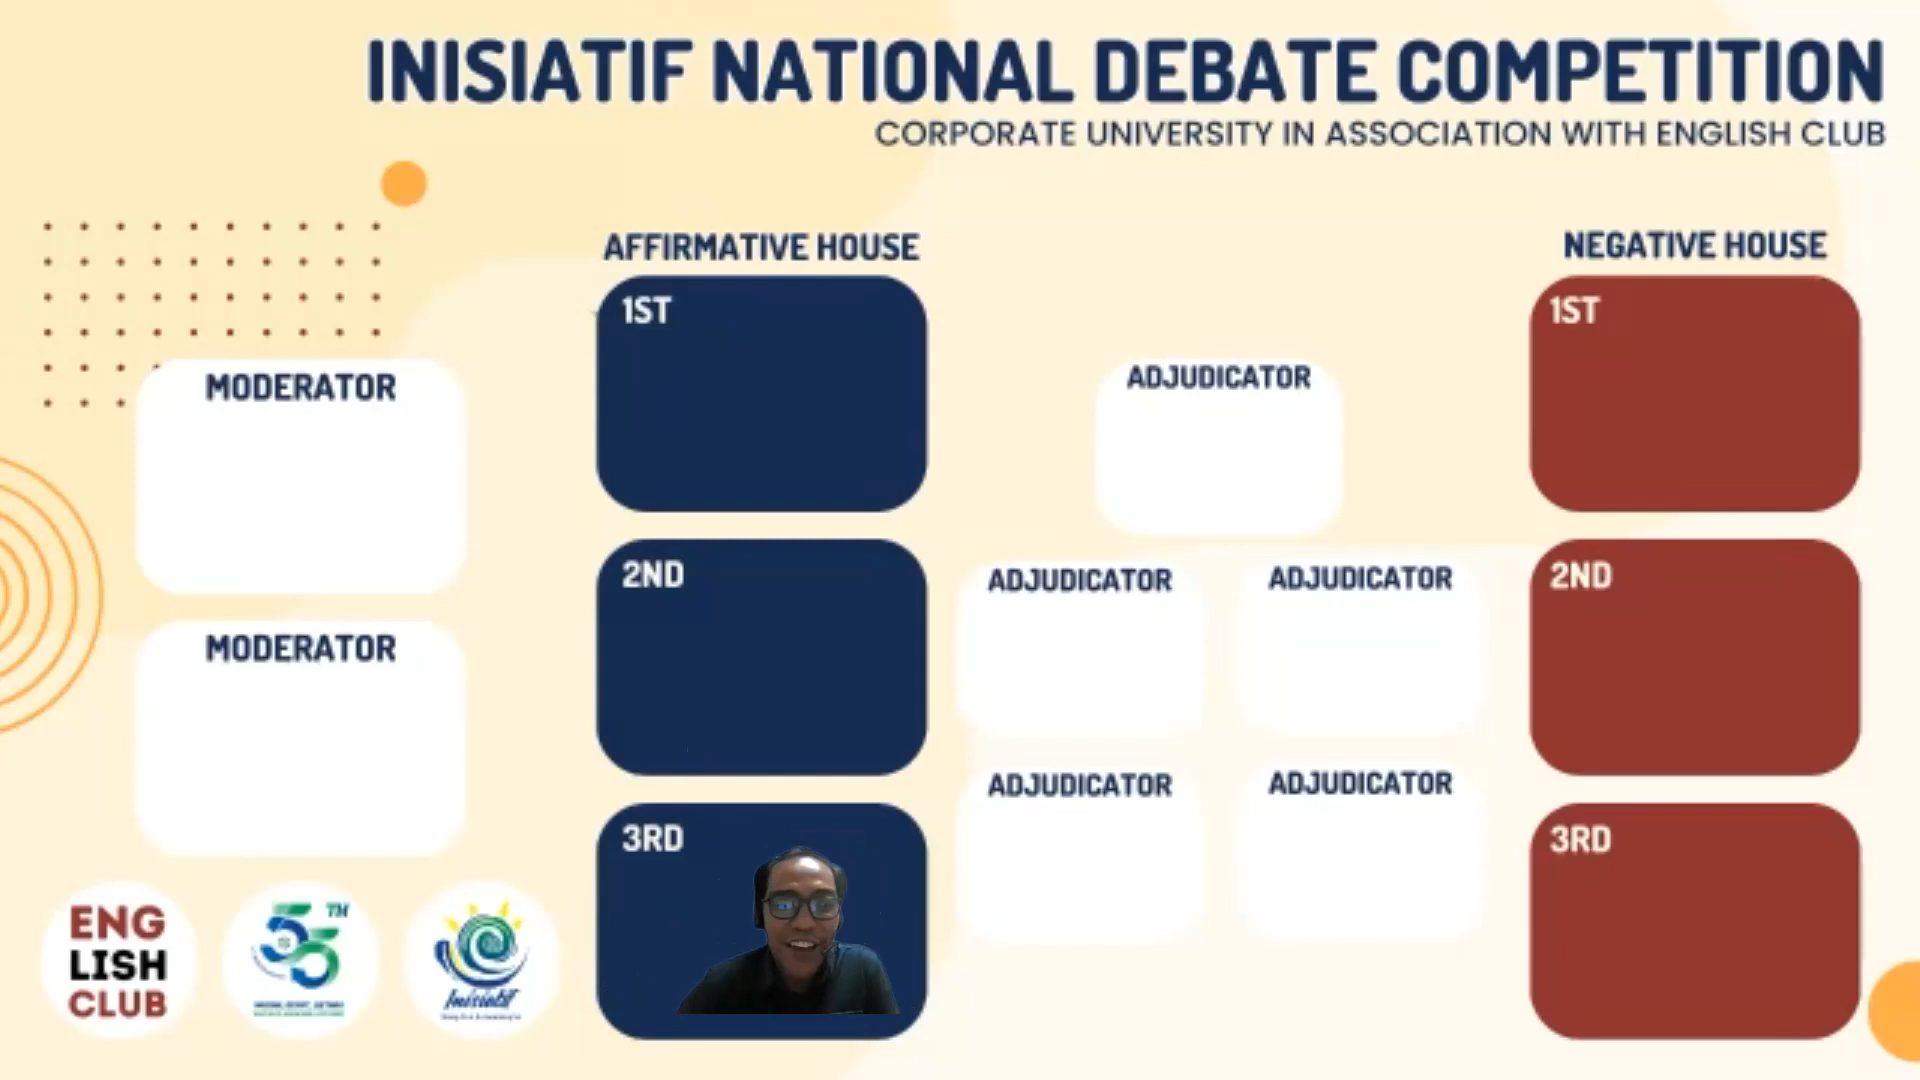 INISIATIF NATIONAL DEBATE COMPETITION
CORPORATE UNIVERSITY IN ASSOCIATION WITH ENGLISH CLUB
AFFIRMATIVE HOUSE
NEGATIVE HOUSE
1ST
1ST
MODERATOR
ADJUDICATOR
2ND
ADJUDICATOR
ADJUDICATOR
2ND
MODERATOR
ADJUDICATOR
ADJUDICATOR
3RD
3RD
ENG
LISH
CLUB
55TH
Inisiatif